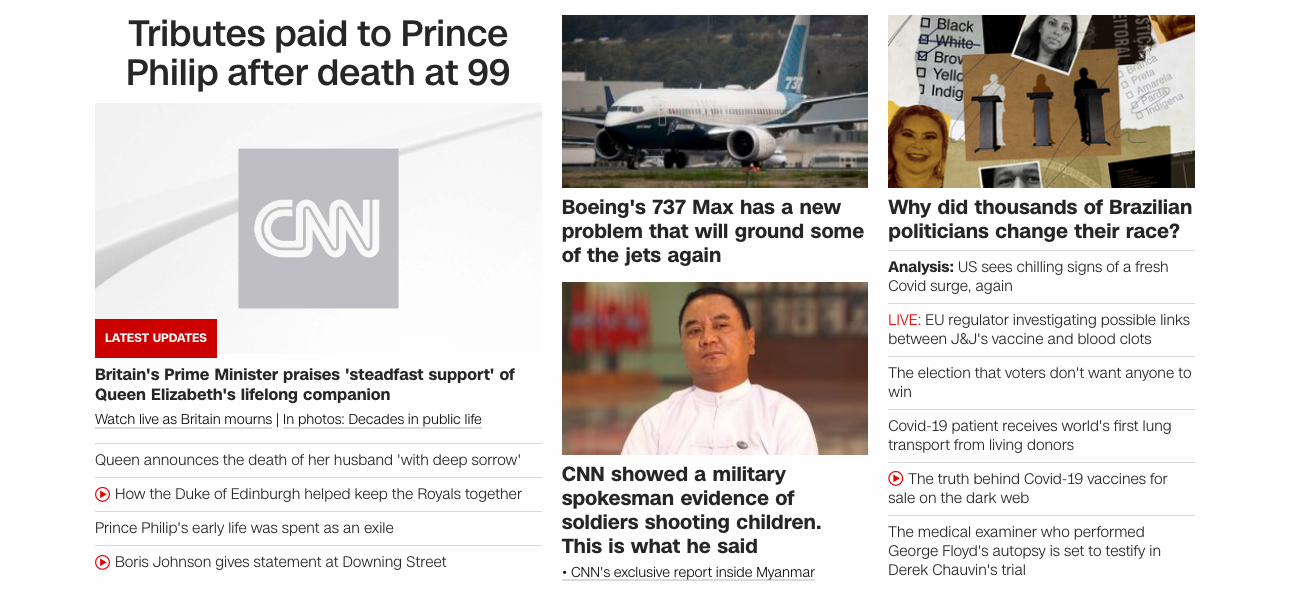 Tributes paid to Prince
Philip after death at 99
CNN
LATEST UPDATES
Britain's Prime Minister praises 'steadfast support' of
Queen Elizabeth's lifelong companion
Watch live as Britain mourns | In photos: Decades in public life
Queen announces the death of her husband 'with deep sorrow'
How the Duke of Edinburgh helped keep the Royals together
Prince Philip's early life was spent as an exile
Boris Johnson gives statement at Downing Street
737
BOEING
Boeing's 737 Max has a new
problem that will ground some
of the jets again
CNN showed a military
spokesman evidence of
soldiers shooting children.
This is what he said
• CNN's exclusive report inside Myanmar
Black
White
Brow
Yello
Indig
Branca
Preta
Amarela
Parda
Indígena
Why did thousands of Brazilian
politicians change their race?
Analysis: US sees chilling signs of a fresh
Covid surge, again
LIVE: EU regulator investigating possible links
between J&J's vaccine and blood clots
The election that voters don't want anyone to
win
Covid-19 patient receives world's first lung
transport from living donors
The truth behind Covid-19 vaccines for
sale on the dark web
The medical examiner who performed
George Floyd's autopsy is set to testify in
Derek Chauvin's trial